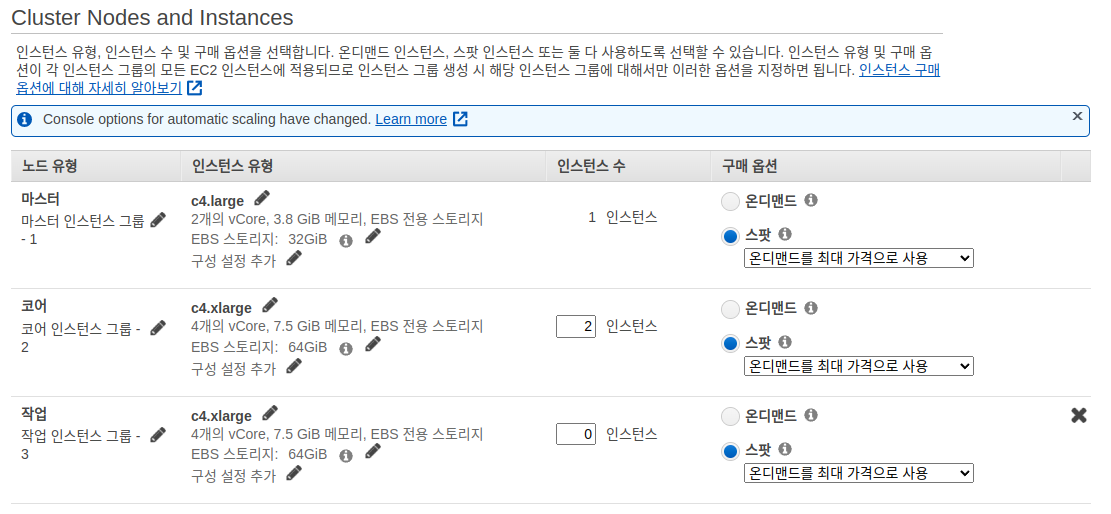 Cluster Nodes and Instances
인스턴스 유형, 인스턴스 수 및 구매 옵션을 선택합니다. 온디맨드 인스턴스, 스팟 인스턴스 또는 둘 다 사용하도록 선택할 수 있습니다. 인스턴스 유형 및 구매 옵
션이 각 인스턴스 그룹의 모든 EC2 인스턴스에 적용되므로 인스턴스 그룹 생성 시 해당 인스턴스 그룹에 대해서만 이러한 옵션을 지정하면 됩니다. 인스턴스 구매
옵션에 대해 자세히 알아보기
Console options for automatic scaling have changed. Learn more
노드 유형 인스턴스 유형 인스턴스 수 구매 옵션
마스터
마스터 인스턴스 그룹
- 1
c4.large
2개의 vCore, 3.8 GiB 메모리, EBS 전용 스토리지
EBS 스토리지: 32GiB
구성 설정 추가
1 인스턴스
온디맨드
스팟
온디맨드를 최대 가격으로 사용
코어
코어 인스턴스 그룹 -
2
c4.xlarge
4개의 vCore, 7.5 GiB 메모리, EBS 전용 스토리지
EBS 스토리지: 64GiB
구성 설정 추가
2 인스턴스
온디맨드
스팟
온디맨드를 최대 가격으로 사용
작업
작업 인스턴스 그룹 -
3
c4.xlarge
4개의 vCore, 7.5 GiB 메모리, EBS 전용 스토리지
EBS 스토리지: 64GiB
구성 설정 추가
0 인스턴스
온디맨드
스팟
온디맨드를 최대 가격으로 사용